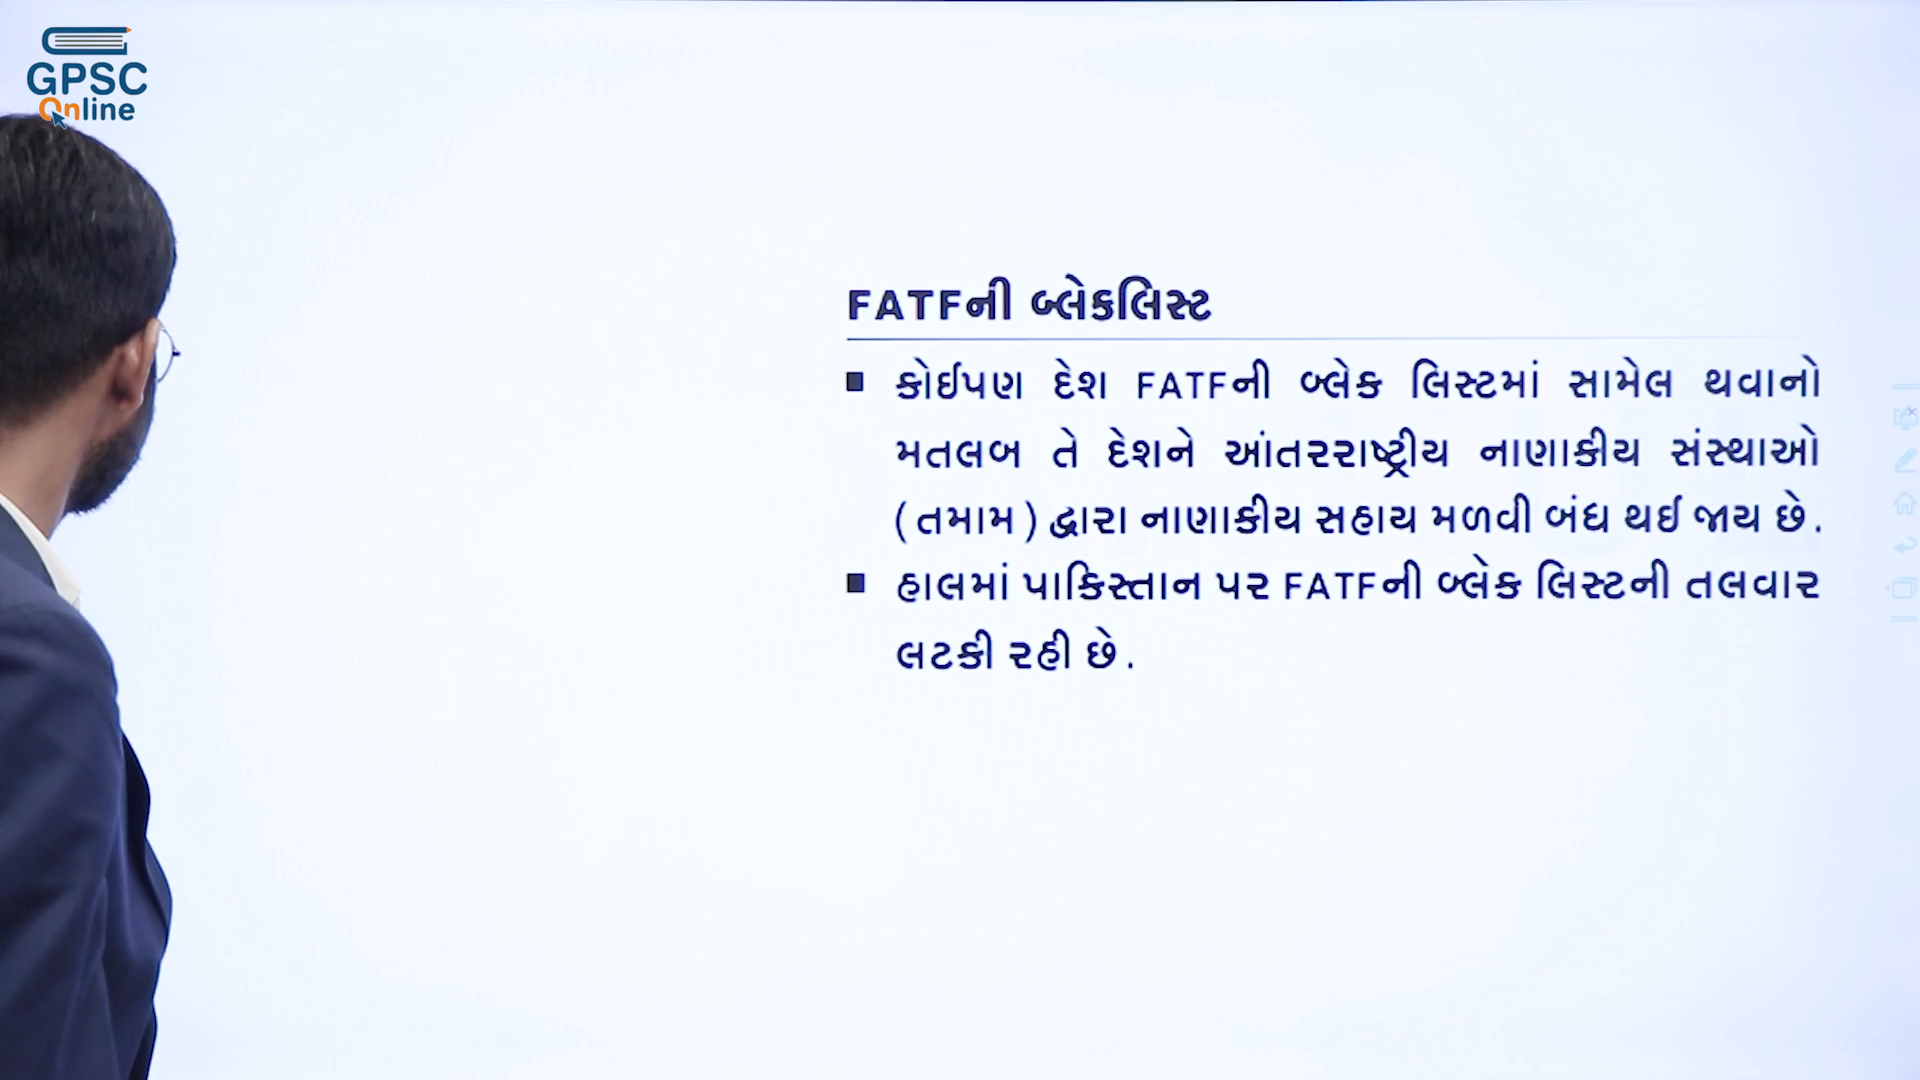 GPSC
Online
FATFની બ્લેકલિસ્ટ
▪ કોઈપણ દેશ FATFની બ્લેક લિસ્ટમાં સામેલ થવાનો
મતલબ તે દેશને આંતરરાષ્ટ્રીય નાણાકીય સંસ્થાઓ
(તમામ) દ્વારા નાણાકીય સહાય મળવી બંધ થઈ જાય છે.
▪ હાલમાં પાકિસ્તાન પર FATFની બ્લેક લિસ્ટની તલવાર
લટકી રહી છે.